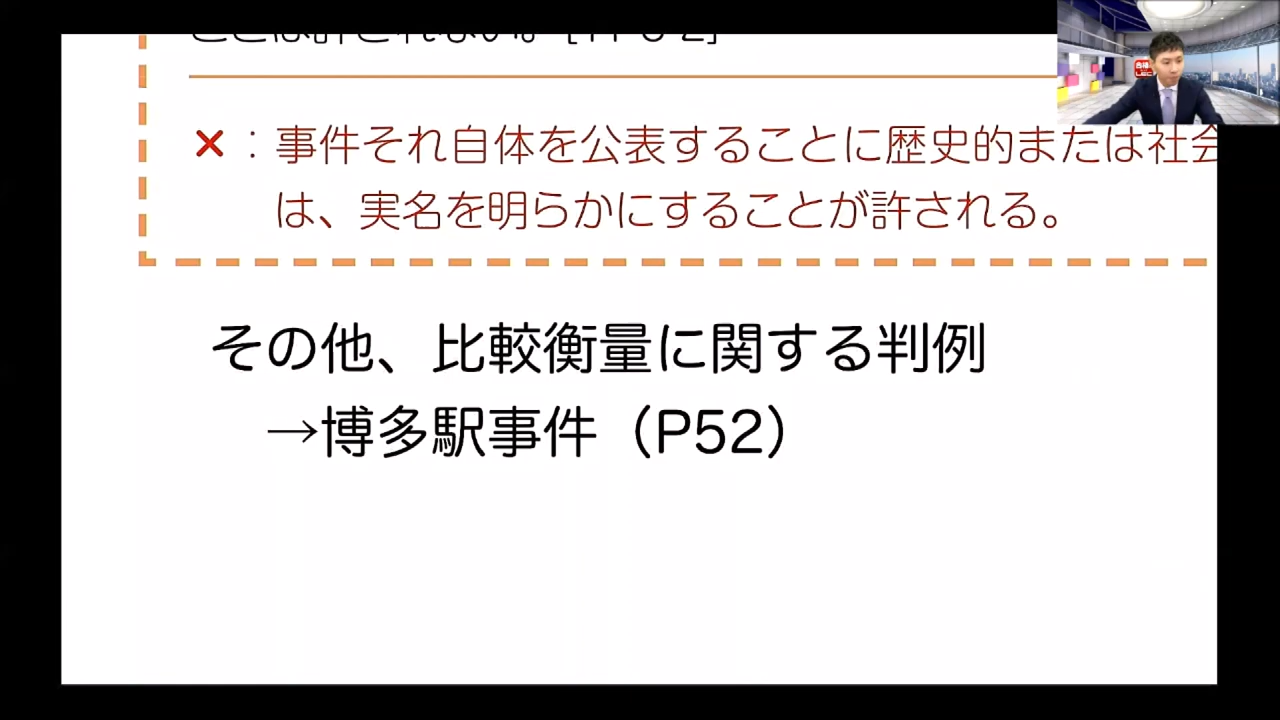 ×：事件それ自体を公表することに歴史的または社会
は、実名を明らかにすることが許される。
その他、比較衡量に関する判例
→博多駅事件（P52）
合格
LEC